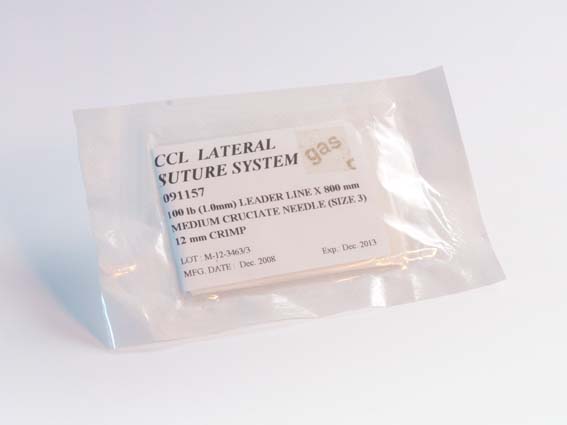 CCL LATERAL
SUTURE SYSTEM
091157
100 lb (1.0mm) LEADER LINE X 800 mm
MEDIUM CRUCIATE NEEDLE (SIZE 3)
12 mm CRIMP
LOT : M-12-3463/3
MFG. DATE : Dec. 2008 Exp. Dec. 2013
gas